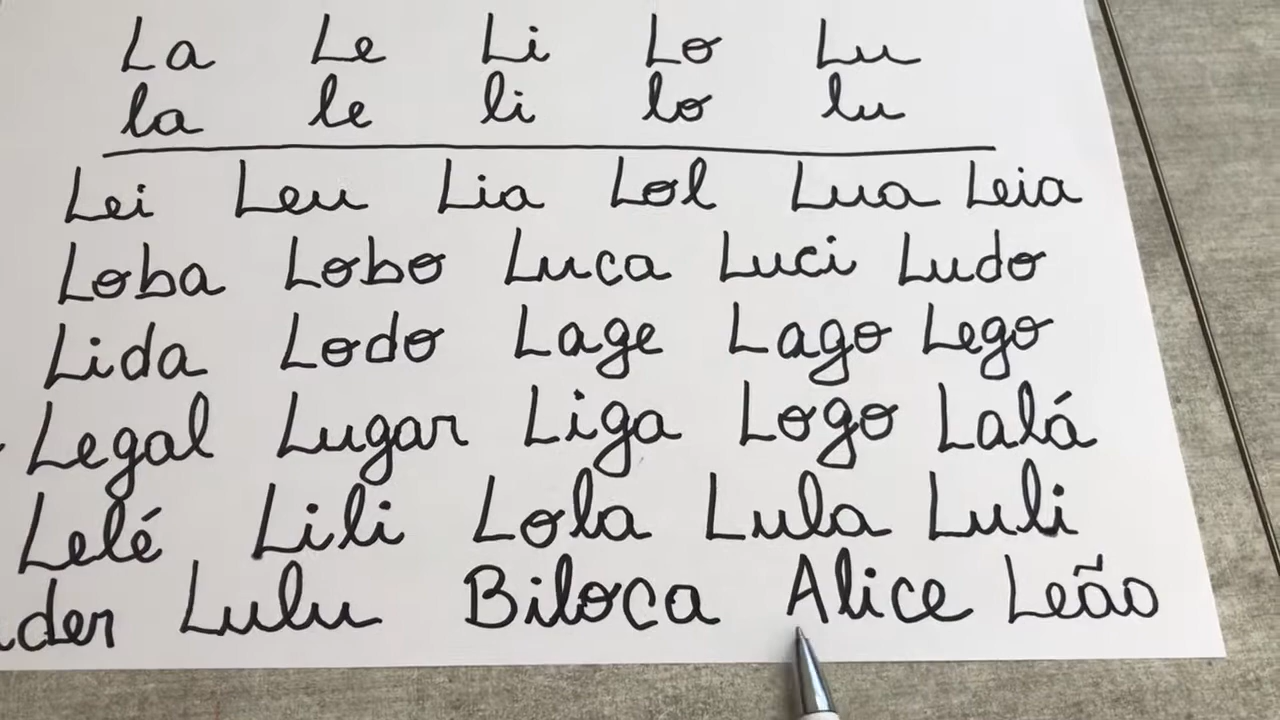 La Le Li Lo Lu
la le li lo lu
Lei Leu Lia Lol Lua Leia
Loba Lobo Luca Luci Ludo
Lida Lodo Lage Lago Lego
Legal Lugar Liga Logo Lalá
Lelé Lili Lola Lula Luli
Lulu Biloca Alice Leão